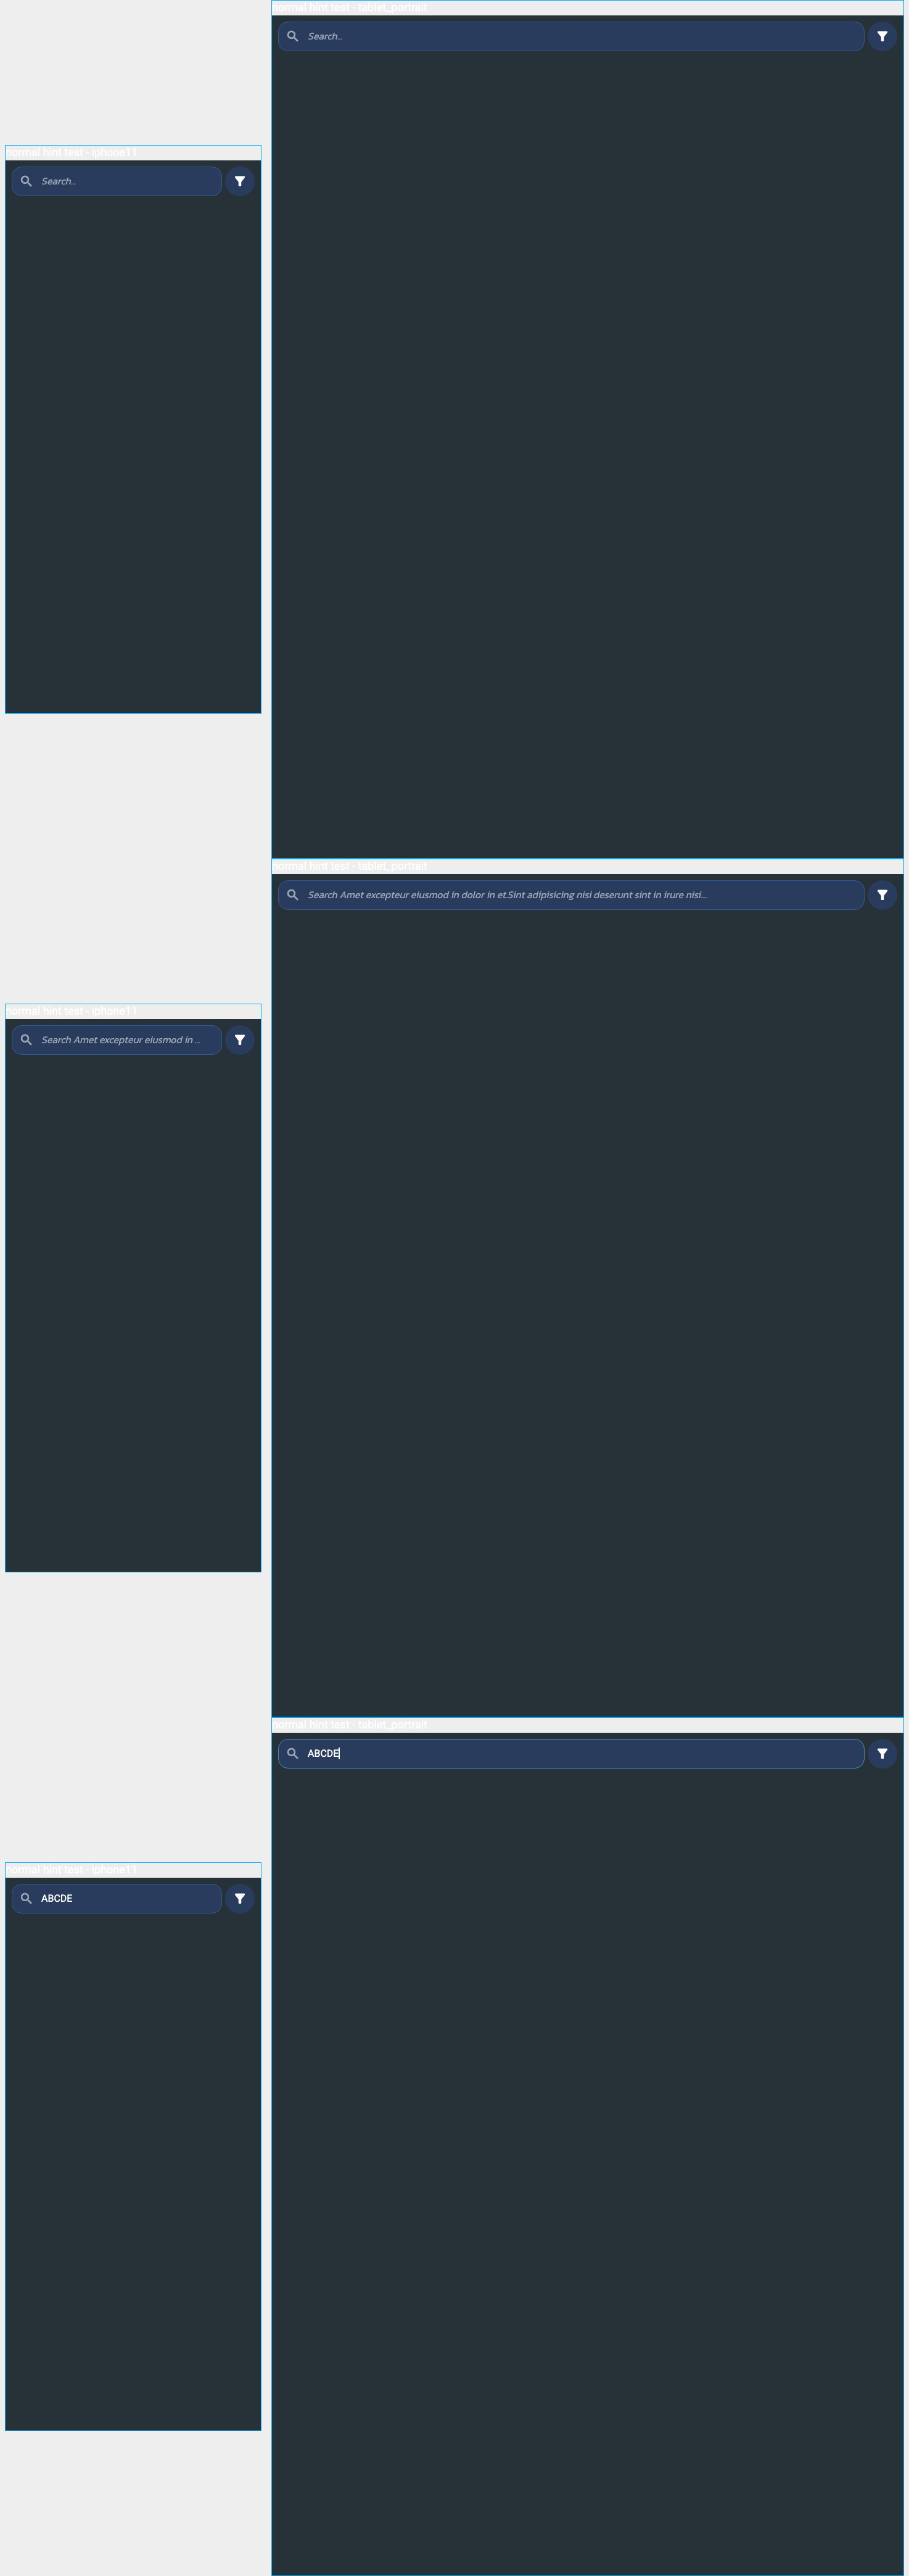 normal hint test - tablet_portrait
Search...
normal hint test - iphone11
Search...
normal hint test - tablet_portrait
Search Amet excepteur eiusmod in dolor in et.Sint adipisicing nisi deserunt sint in irure nisi...
normal hint test - iphone11
Search Amet excepteur eiusmod in ...
normal hint test - tablet_portrait
ABCDE
normal hint test - iphone11
ABCDE